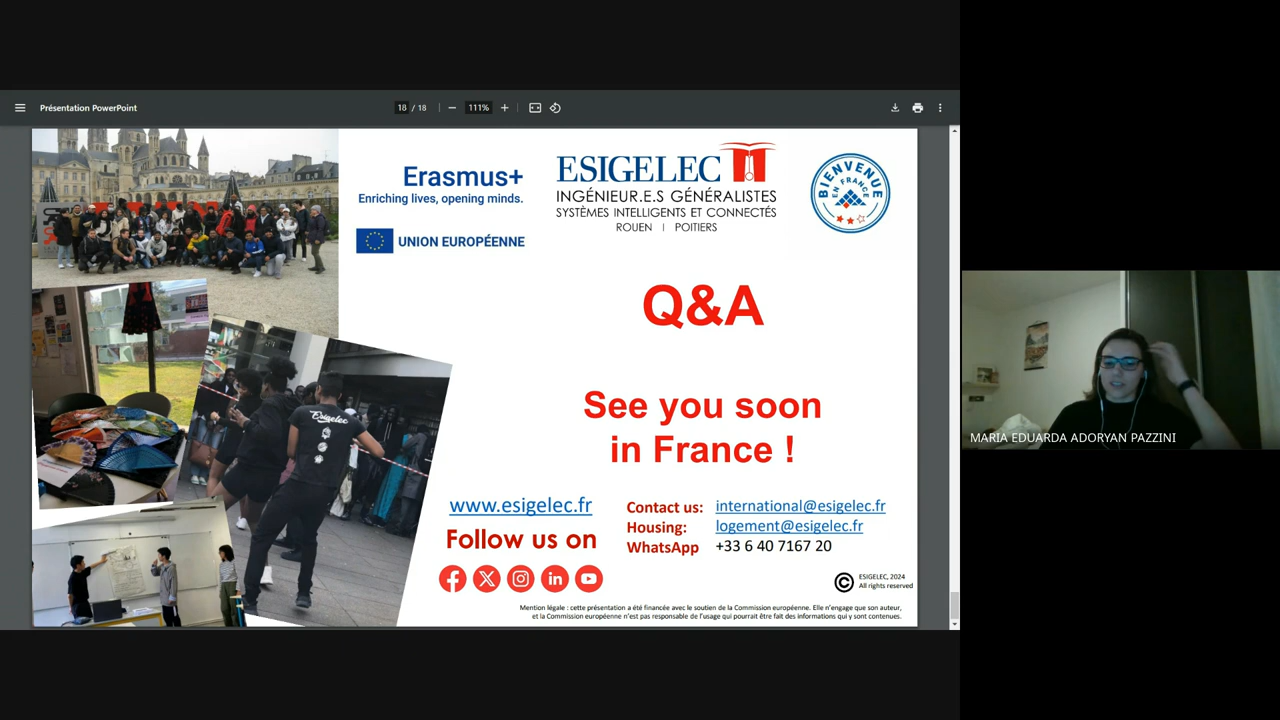 Présentation PowerPoint
18 / 18
111%
Erasmus+
Enriching lives, opening minds.
UNION EUROPÉENNE
ESIGELEC
INGÉNIEUR.E.S GÉNÉRALISTES
SYSTÈMES INTELLIGENTS ET CONNECTÉS
ROUEN | POITIERS
BIENVENUE
EN FRANCE
Q&A
See you soon
in France !
Esigelec
www.esigelec.fr
Follow us on
Contact us: international@esigelec.fr
Housing: logement@esigelec.fr
WhatsApp +33 6 40 7167 20
© ESIGELEC, 2024
All rights reserved
Mention légale : cette présentation a été financée avec le soutien de la Commission européenne. Elle n'engage que son auteur,
et la Commission européenne n'est pas responsable de l'usage qui pourrait être fait des informations qui y sont contenues.
MARIA EDUARDA ADORYAN PAZZINI